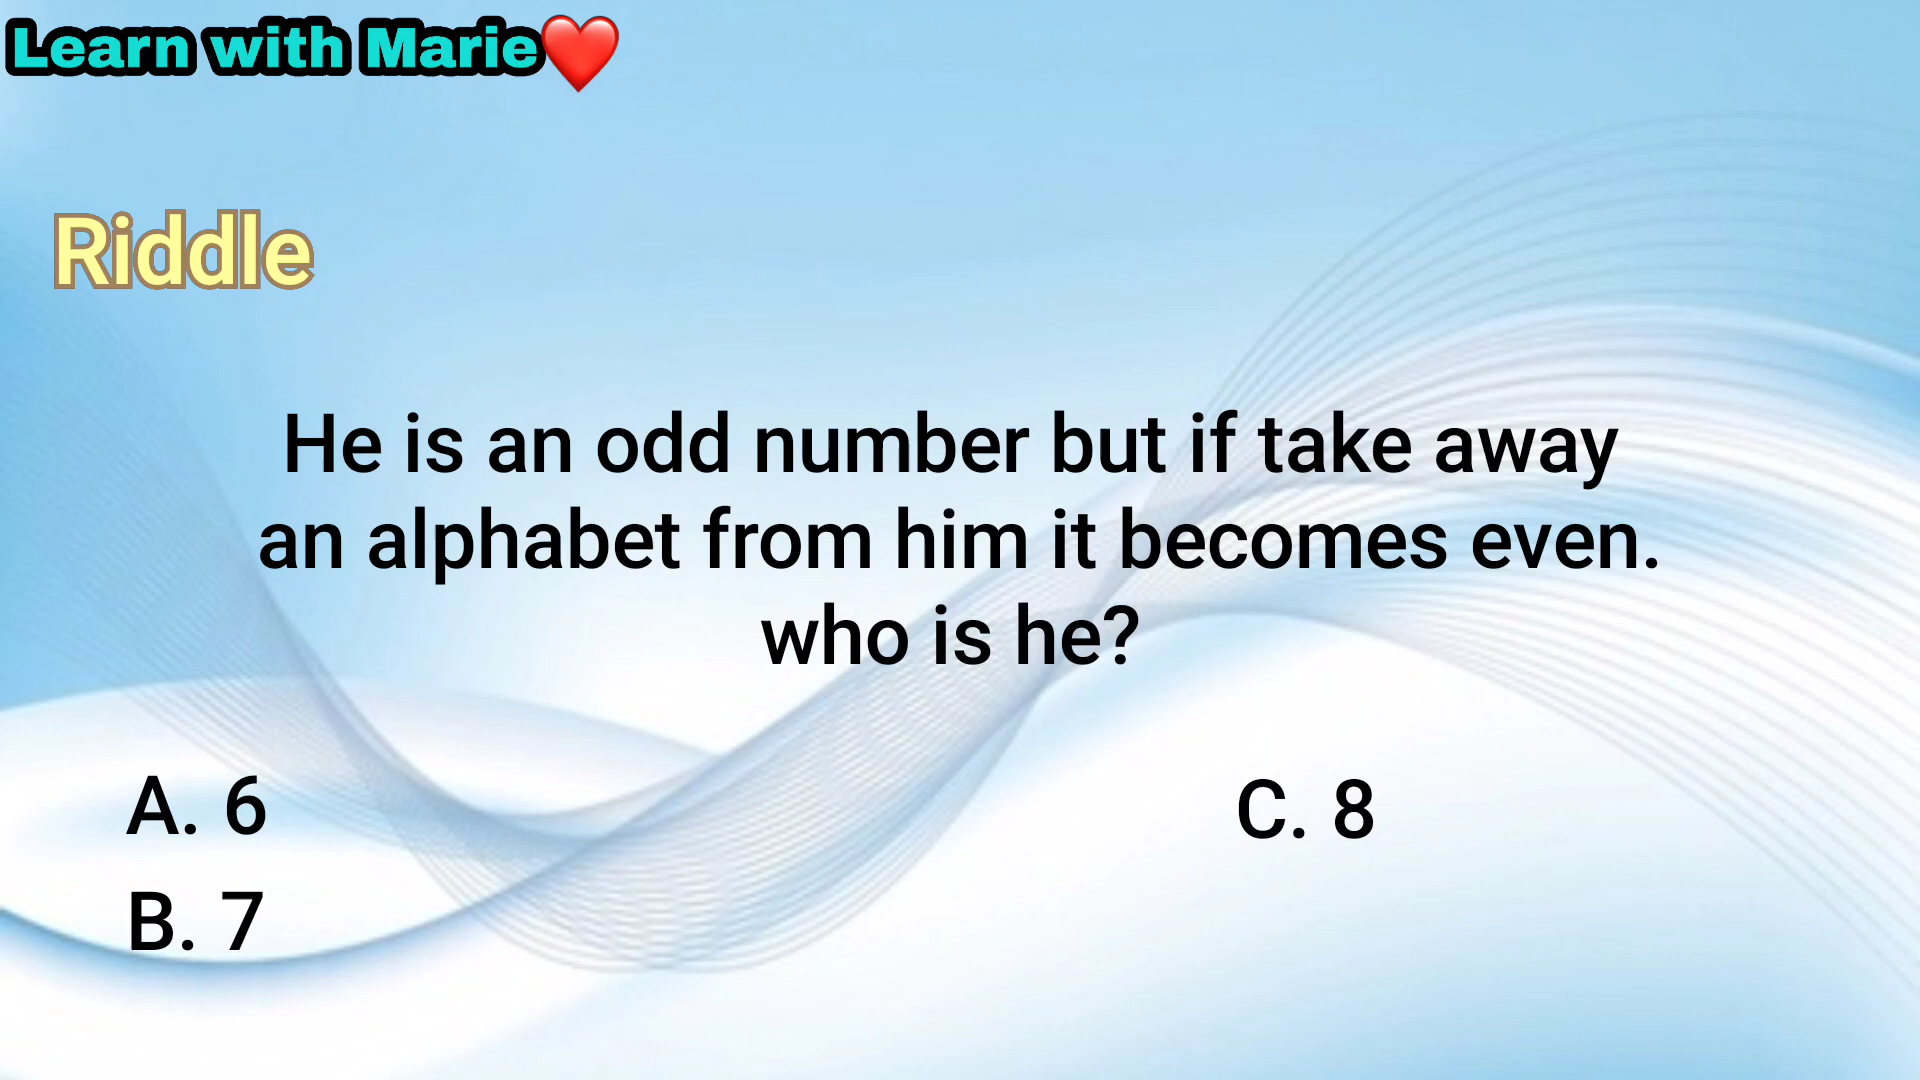 Learn with Marie❤️
Riddle
He is an odd number but if take away
an alphabet from him it becomes even.
who is he?
A. 6
B. 7
C. 8